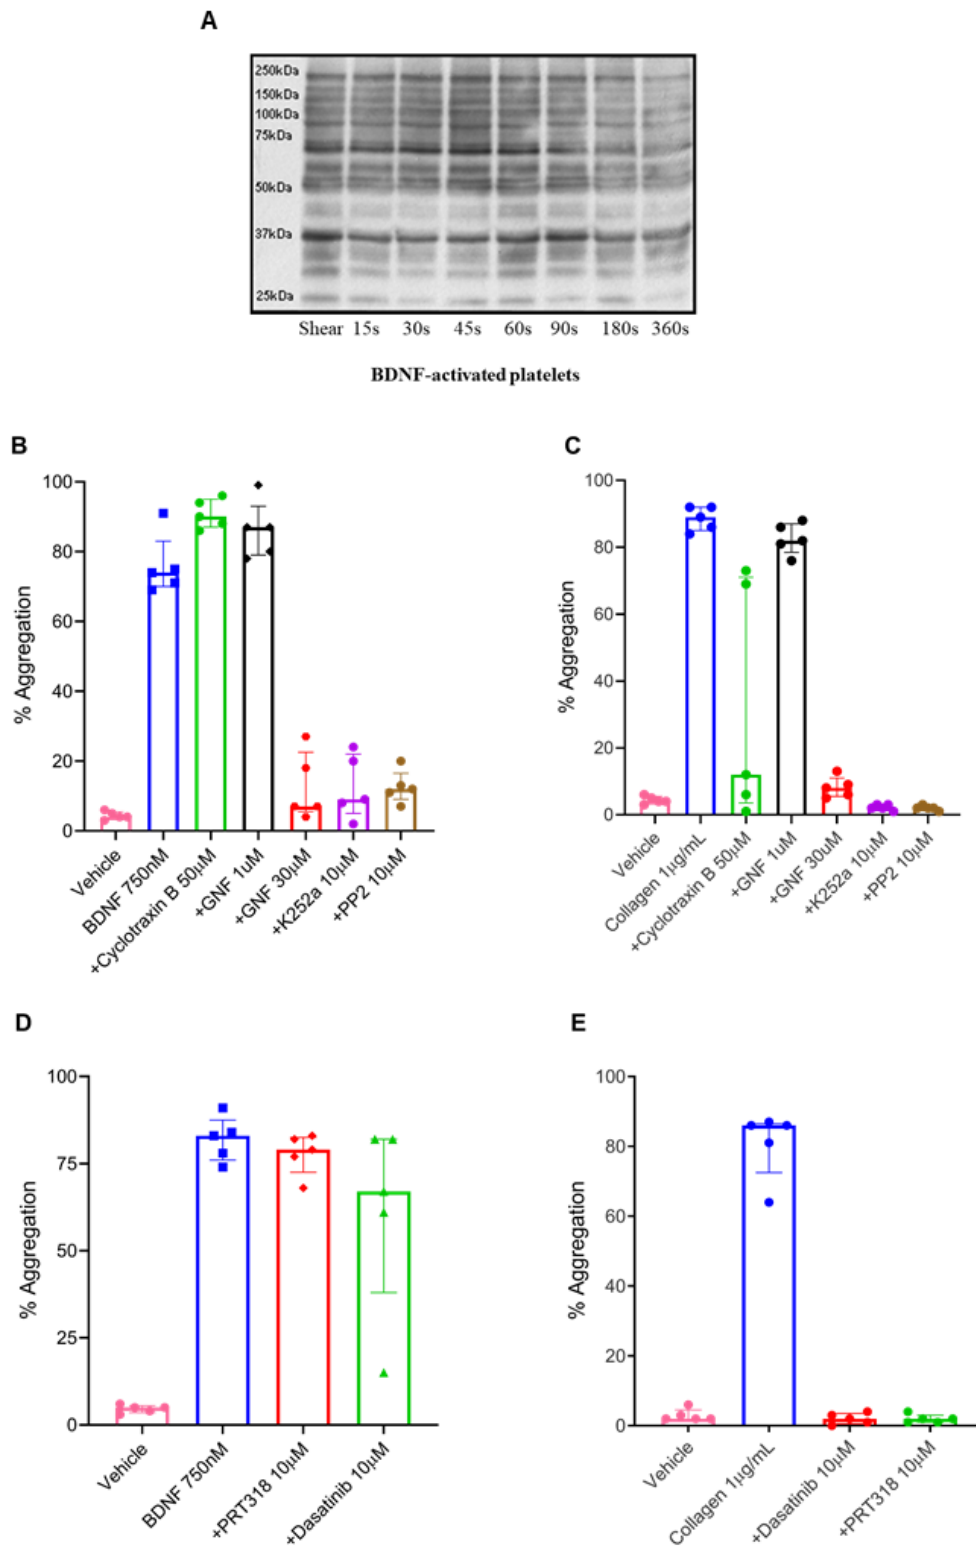 A
250kDa
150kDa
100kDa
75kDa
50kDa
37kDa
25kDa
Shear 15s 30s 45s 60s 90s 180s 360s
BDNF-activated platelets
B
% Aggregation
100
80
60
40
20
0
Vehicle
BDNF 750nM
+Cyclotraxin B 50μM
+GNF 1uM
+GNF 30μM
+K252a 10μM
+PP2 10μM
C
% Aggregation
100
80
60
40
20
0
Vehicle
Collagen 1μg/mL
+Cyclotraxin B 50μM
+GNF 1μM
+GNF 30μM
+K252a 10μM
+PP2 10μM
D
% Aggregation
100
75
50
25
0
Vehicle
BDNF 750nM
+PRT318 10μM
+Dasatinib 10μM
E
% Aggregation
100
80
60
40
20
0
Vehicle
Collagen 1μg/mL
+Dasatinib 10μM
+PRT318 10μM